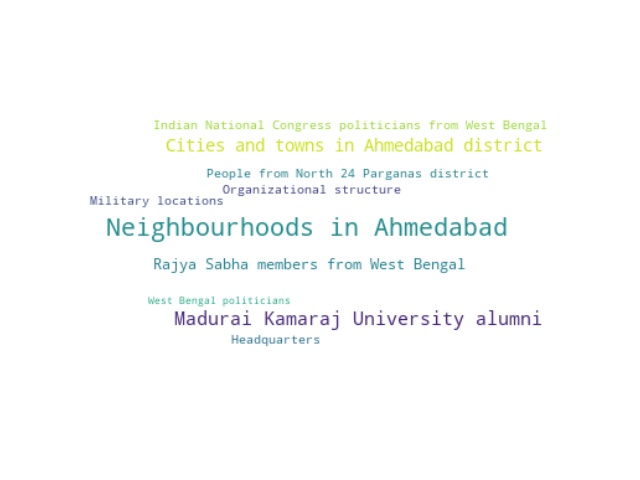 Indian National Congress politicians from West Bengal
Cities and towns in Ahmedabad district
People from North 24 Parganas district
Organizational structure
Military locations
Neighbourhoods in Ahmedabad
Rajya Sabha members from West Bengal
West Bengal politicians
Madurai Kamaraj University alumni
Headquarters